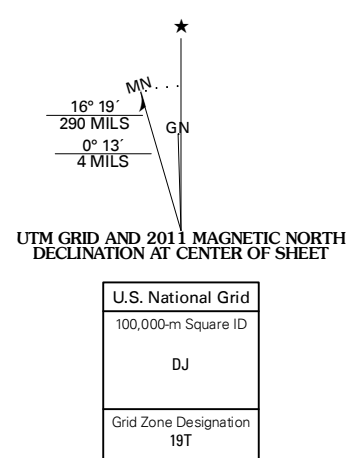 ★
MN
16° 19´
290 MILS
GN
0° 13´
4 MILS
UTM GRID AND 2011 MAGNETIC NORTH
DECLINATION AT CENTER OF SHEET
U.S. National Grid
100,000-m Square ID
DJ
Grid Zone Designation
19T